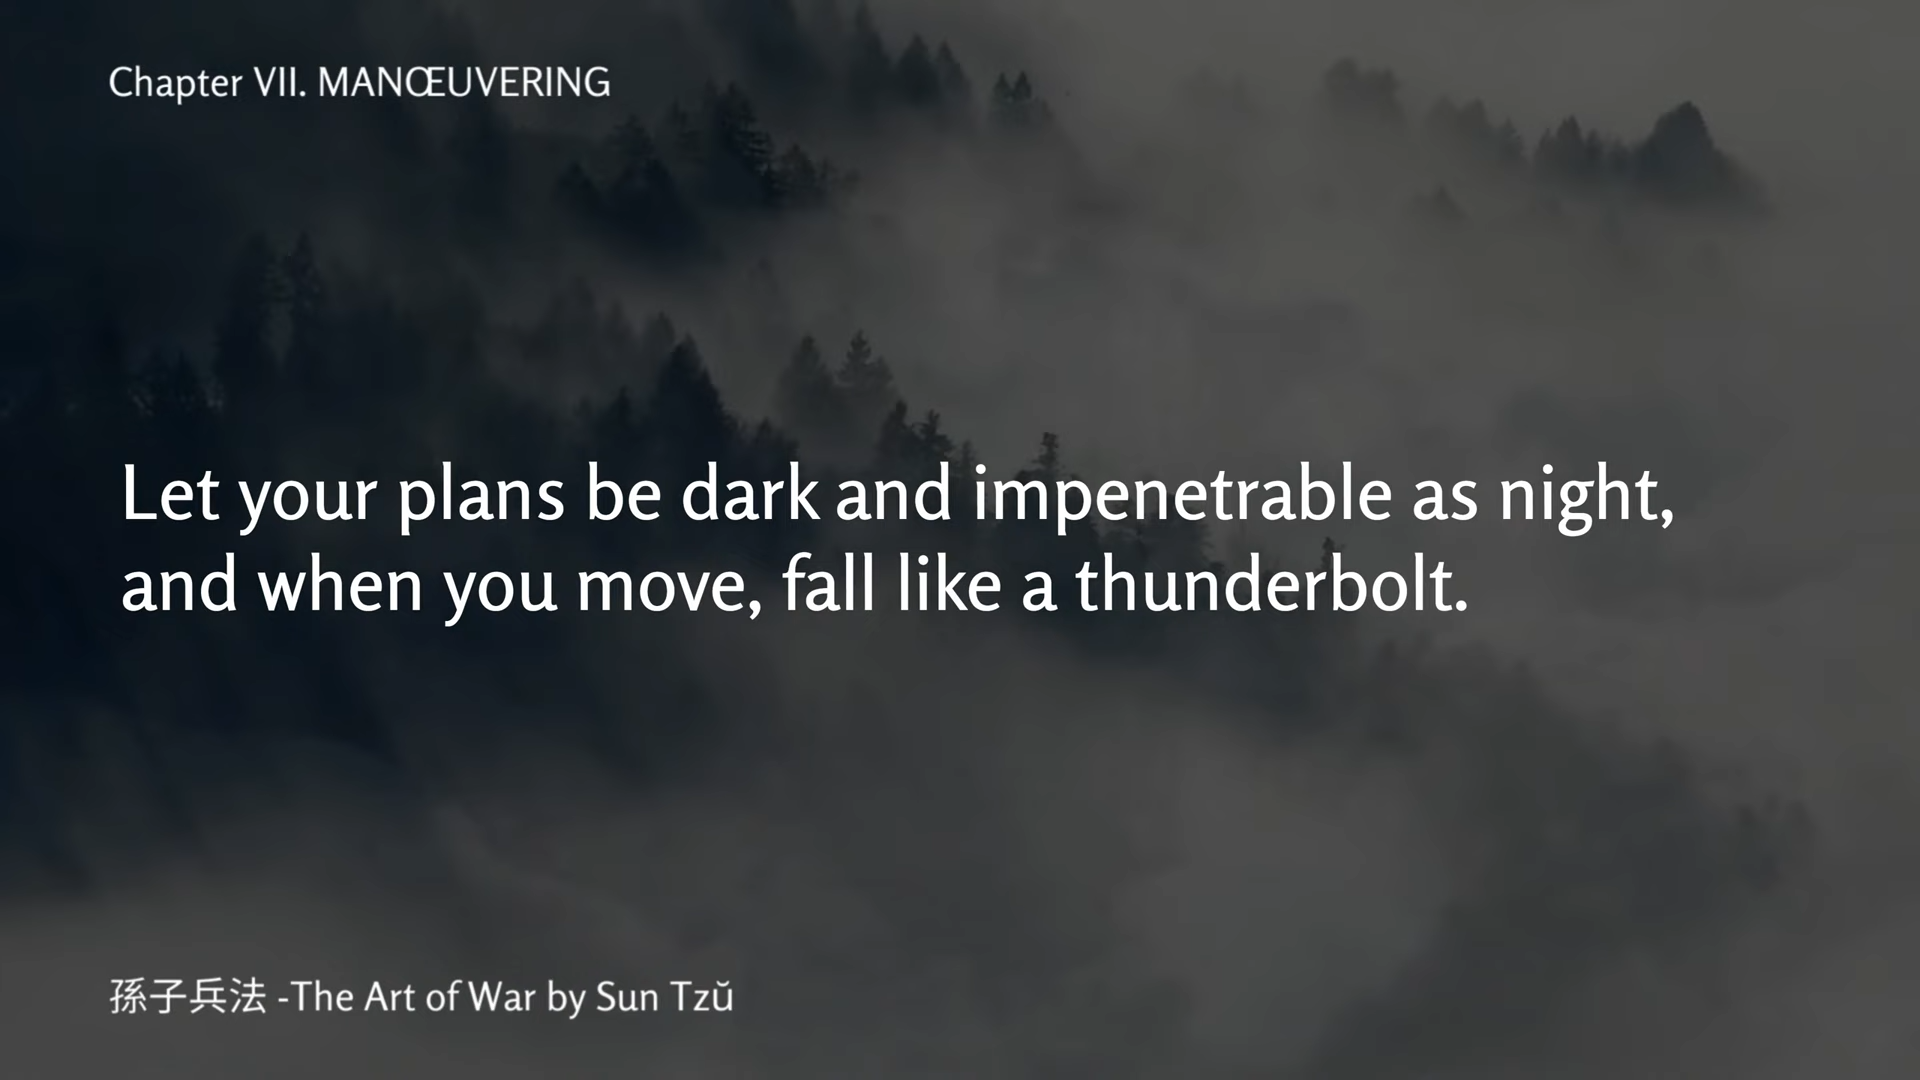 Chapter VII. MANŒUVERING
Let your plans be dark and impenetrable as night,
and when you move, fall like a thunderbolt.
孫子兵法 -The Art of War by Sun Tzŭ